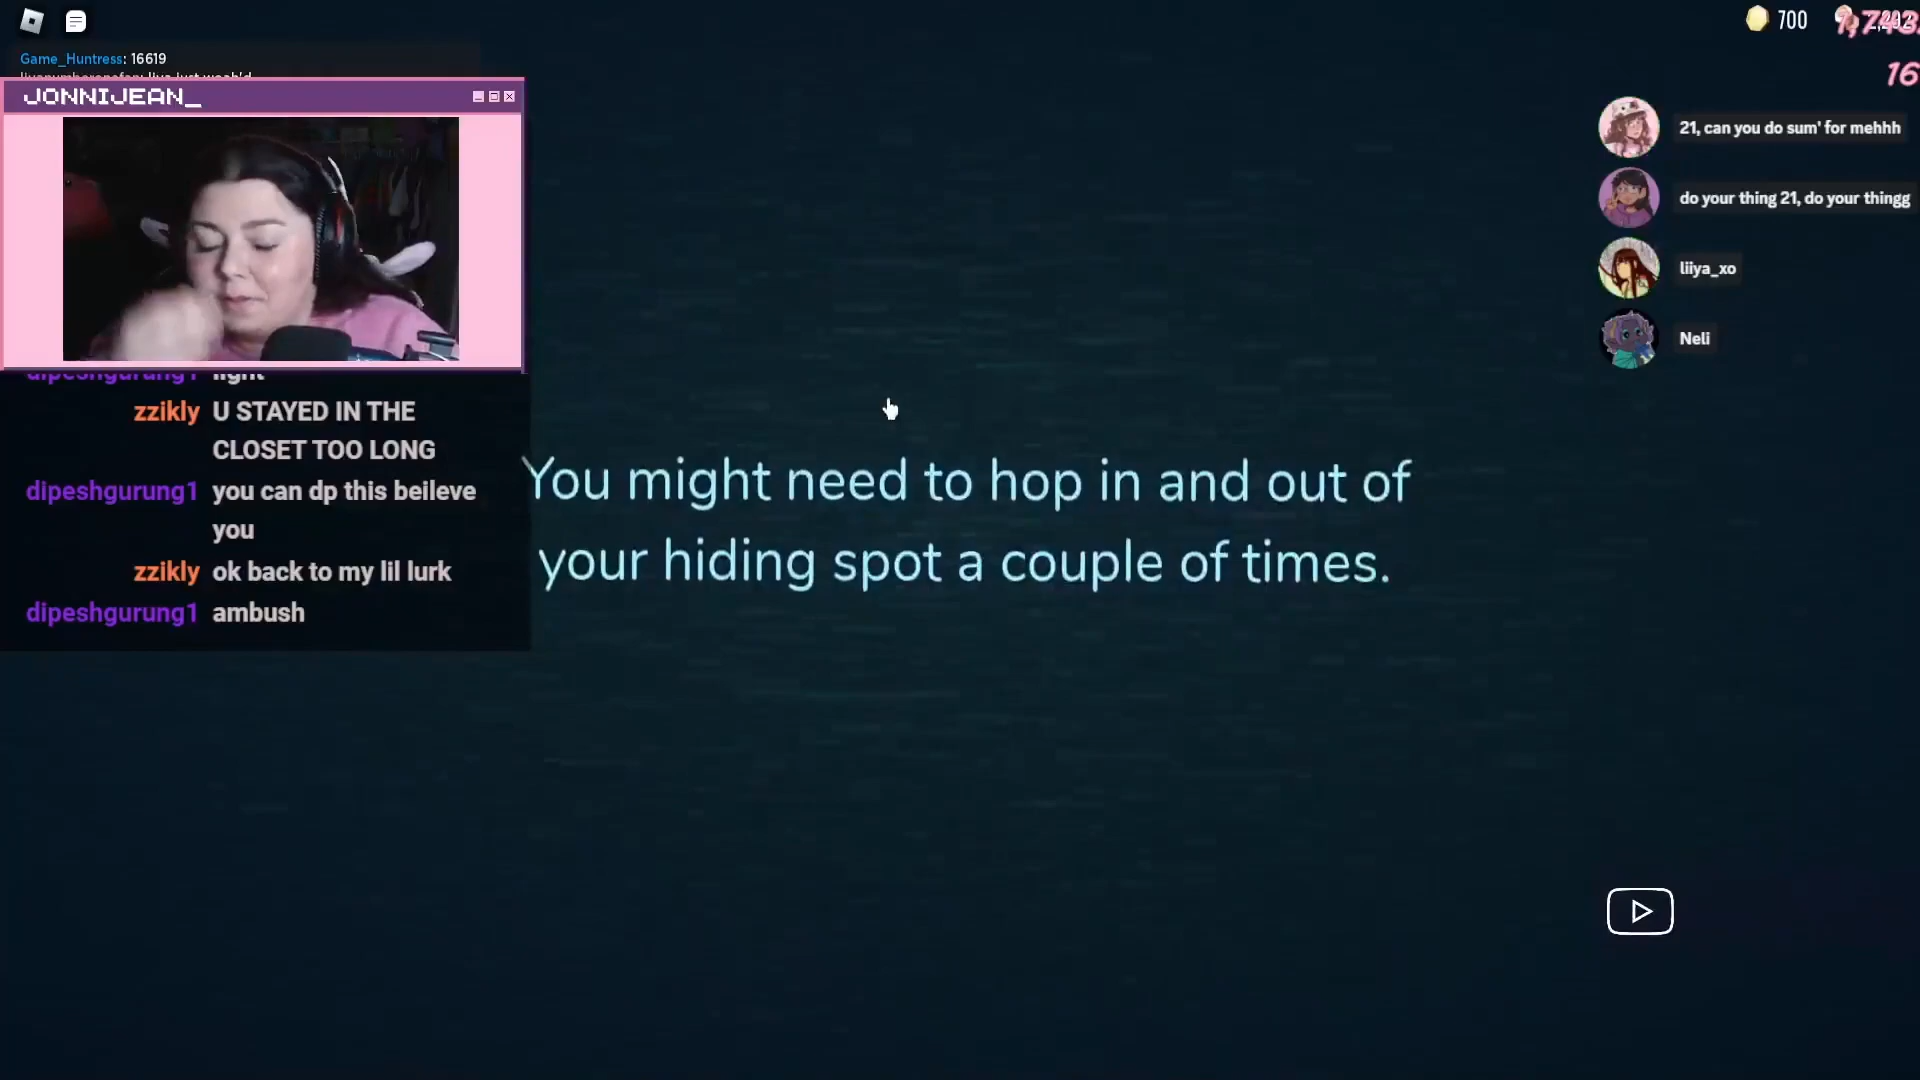 700
16
Game_Huntress: 16619
JONNIJEAN_
21, can you do sum' for mehhh
do your thing 21, do your thingg
liiya_xo
Neli
dipeshgurung1 light
zzikly U STAYED IN THE
CLOSET TOO LONG
dipeshgurung1 you can dp this beileve
you
zzikly ok back to my lil lurk
dipeshgurung1 ambush
You might need to hop in and out of
your hiding spot a couple of times.